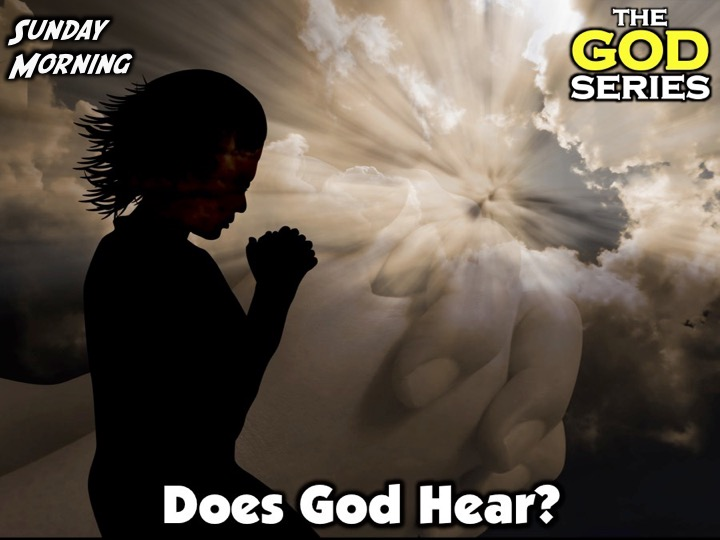 Sunday
Morning
THE
GOD
SERIES
Does God Hear?